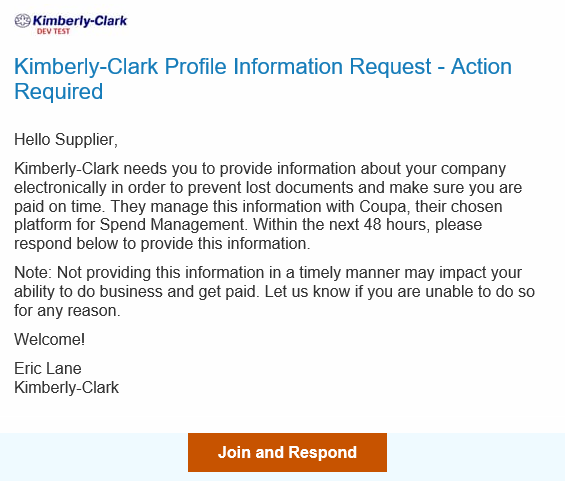 Kimberly-Clark
DEV TEST
Kimberly-Clark Profile Information Request - Action
Required
Hello Supplier,
Kimberly-Clark needs you to provide information about your company
electronically in order to prevent lost documents and make sure you are
paid on time. They manage this information with Coupa, their chosen
platform for Spend Management. Within the next 48 hours, please
respond below to provide this information.
Note: Not providing this information in a timely manner may impact your
ability to do business and get paid. Let us know if you are unable to do so
for any reason.
Welcome!
Eric Lane
Kimberly-Clark
Join and Respond